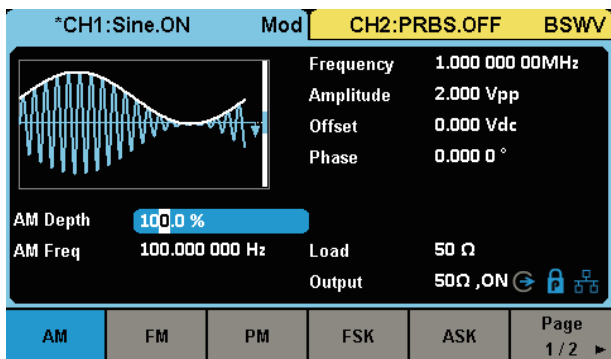 *CH1:Sine.ON Mod CH2:PRBS.OFF BSWV
Frequency 1.000 000 00MHz
Amplitude 2.000 Vpp
Offset 0.000 Vdc
Phase 0.000 0 °
AM Depth 100.0 %
AM Freq 100.000 000 Hz Load 50 Ω
Output 50Ω ,ON
AM FM PM FSK ASK Page
1/2 ►